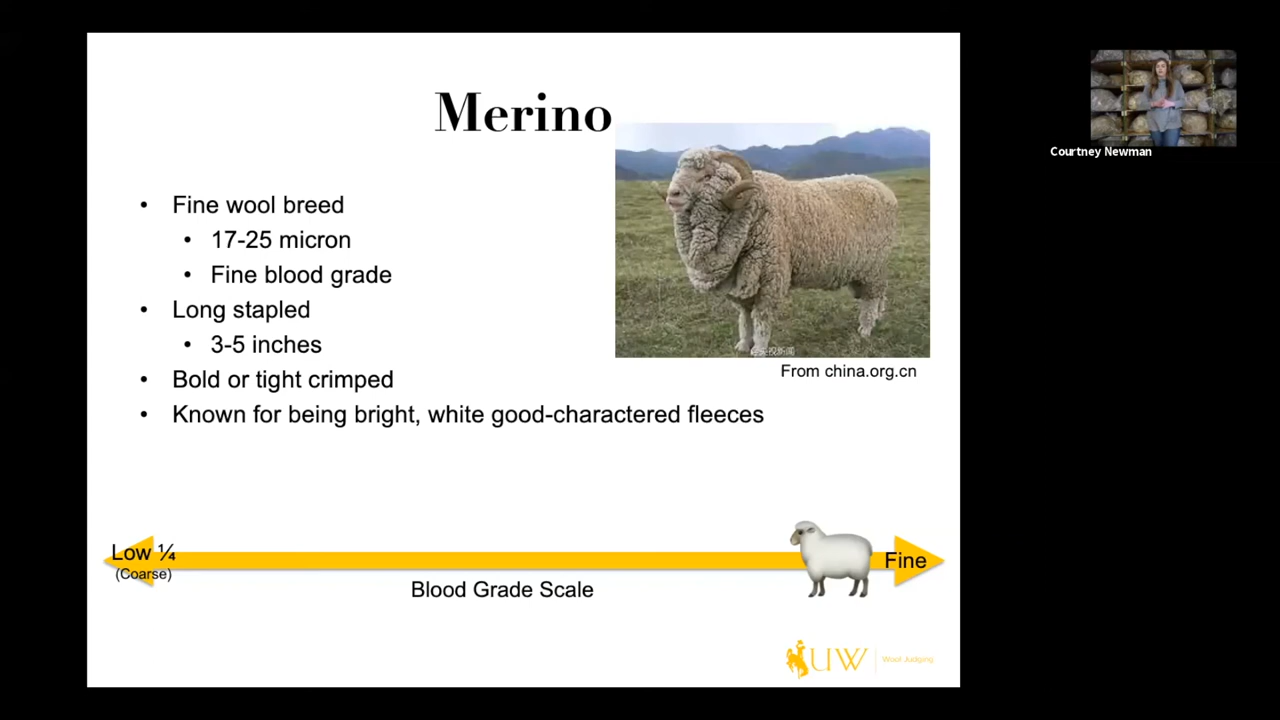 Merino
Courtney Newman
• Fine wool breed
• 17-25 micron
• Fine blood grade
• Long stapled
• 3-5 inches
• Bold or tight crimped
• Known for being bright, white good-charactered fleeces
From china.org.cn
Low ¼
(Coarse)
Fine
Blood Grade Scale
UW
Wool Judging